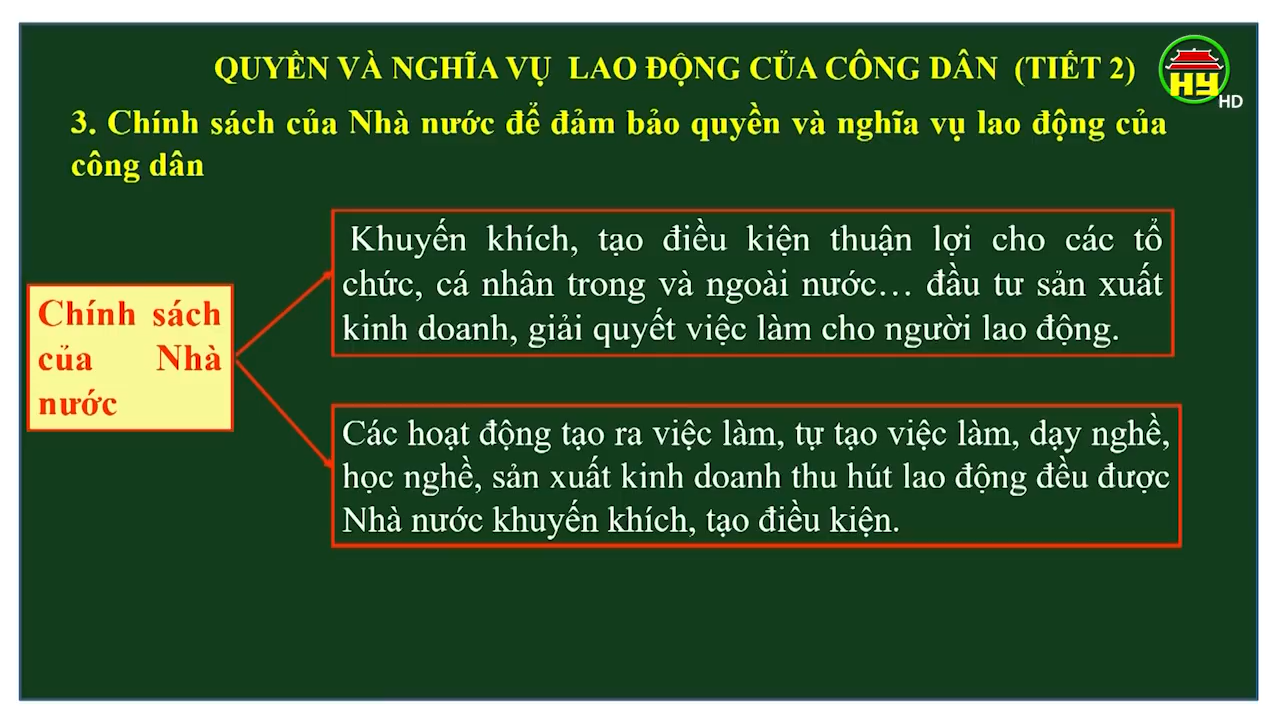 QUYỀN VÀ NGHĨA VỤ LAO ĐỘNG CỦA CÔNG DÂN (TIẾT 2)
HY
HD
3. Chính sách của Nhà nước để đảm bảo quyền và nghĩa vụ lao động của
công dân
Chính sách
của Nhà
nước
Khuyến khích, tạo điều kiện thuận lợi cho các tổ
chức, cá nhân trong và ngoài nước... đầu tư sản xuất
kinh doanh, giải quyết việc làm cho người lao động.
Các hoạt động tạo ra việc làm, tự tạo việc làm, dạy nghề,
học nghề, sản xuất kinh doanh thu hút lao động đều được
Nhà nước khuyến khích, tạo điều kiện.